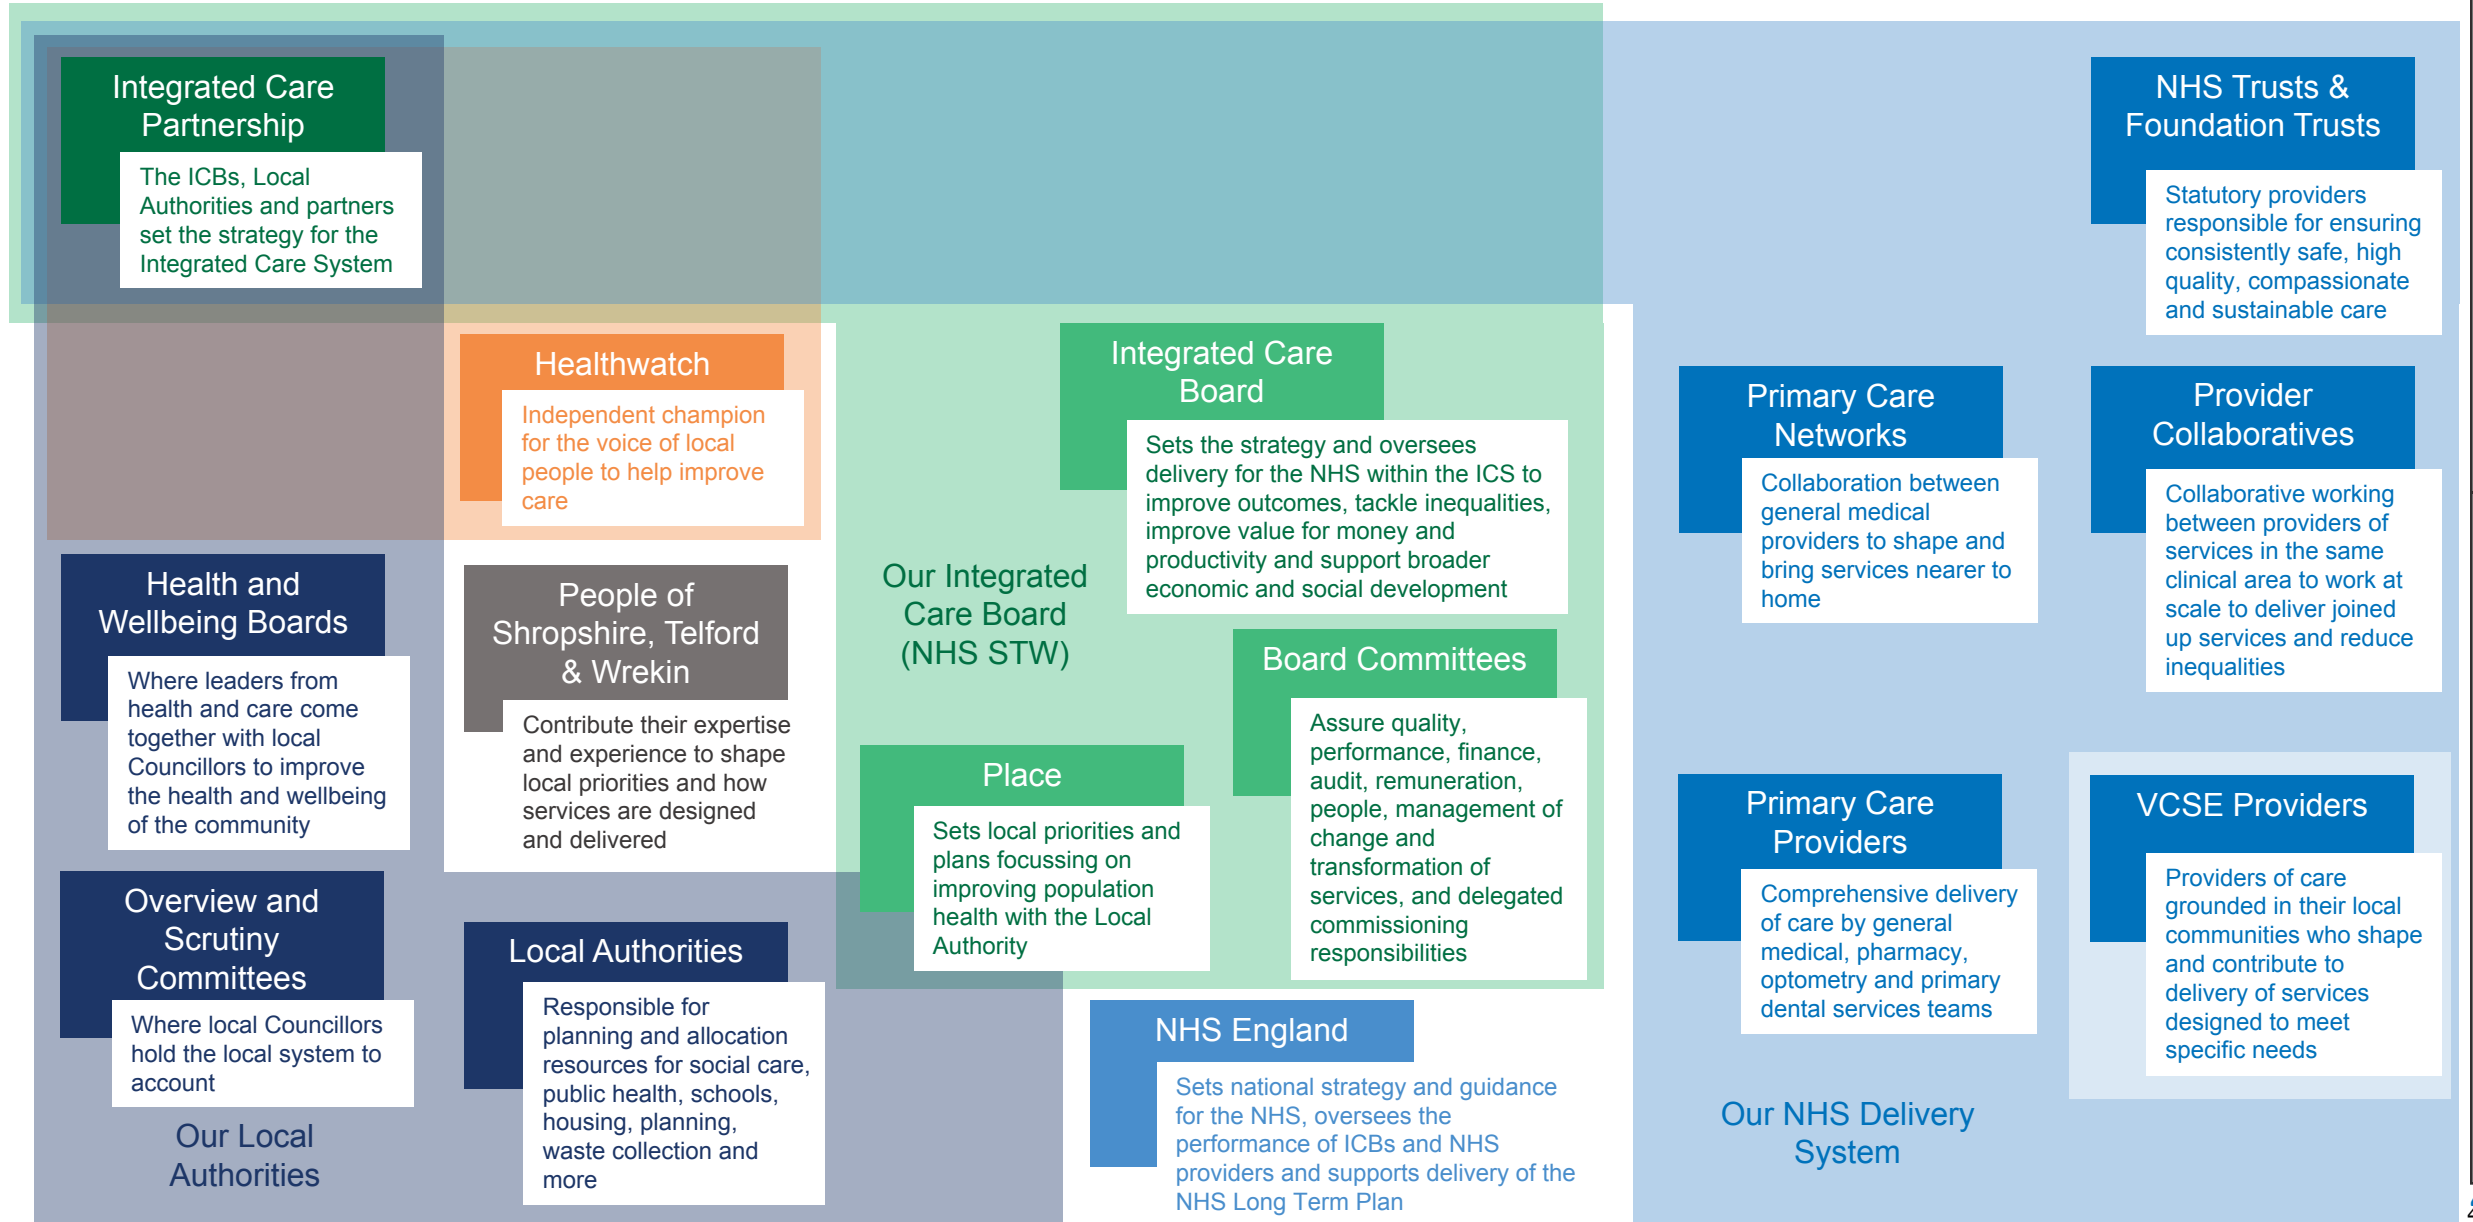 Integrated Care
Partnership
The ICBs, Local
Authorities and partners
set the strategy for the
Integrated Care System
NHS Trusts &
Foundation Trusts
Statutory providers
responsible for ensuring
consistently safe, high
quality, compassionate
and sustainable care
Healthwatch
Independent champion
for the voice of local
people to help improve
care
Integrated Care
Board
Sets the strategy and oversees
delivery for the NHS within the ICS to
improve outcomes, tackle inequalities,
improve value for money and
productivity and support broader
economic and social development
Primary Care
Networks
Collaboration between
general medical
providers to shape and
bring services nearer to
home
Provider
Collaboratives
Collaborative working
between providers of
services in the same
clinical area to work at
scale to deliver joined
up services and reduce
inequalities
Health and
Wellbeing Boards
Where leaders from
health and care come
together with local
Councillors to improve
the health and wellbeing
of the community
People of
Shropshire, Telford
& Wrekin
Contribute their expertise
and experience to shape
local priorities and how
services are designed
and delivered
Our Integrated
Care Board
(NHS STW)
Board Committees
Assure quality,
performance, finance,
audit, remuneration,
people, management of
change and
transformation of
services, and delegated
commissioning
responsibilities
Place
Sets local priorities and
plans focussing on
improving population
health with the Local
Authority
Primary Care
Providers
Comprehensive delivery
of care by general
medical, pharmacy,
optometry and primary
dental services teams
VCSE Providers
Providers of care
grounded in their local
communities who shape
and contribute to
delivery of services
designed to meet
specific needs
Overview and
Scrutiny
Committees
Where local Councillors
hold the local system to
account
Local Authorities
Responsible for
planning and allocation
resources for social care,
public health, schools,
housing, planning,
waste collection and
more
NHS England
Sets national strategy and guidance
for the NHS, oversees the
performance of ICBs and NHS
providers and supports delivery of the
NHS Long Term Plan
Our Local
Authorities
Our NHS Delivery
System